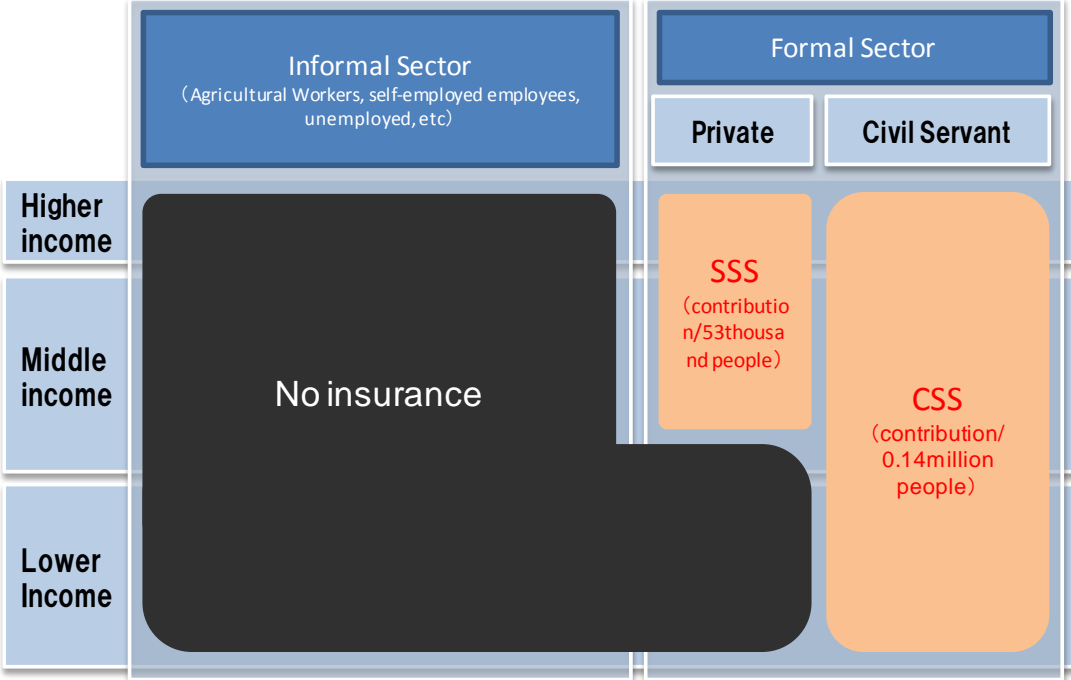 Informal Sector
（Agricultural Workers, self-employed employees,
unemployed, etc）
Formal Sector
Private
Civil Servant
Higher
income
Middle
income
Lower
Income
No insurance
SSS
（contributio
n/53thousa
nd people）
CSS
（contribution/
0.14million
people）